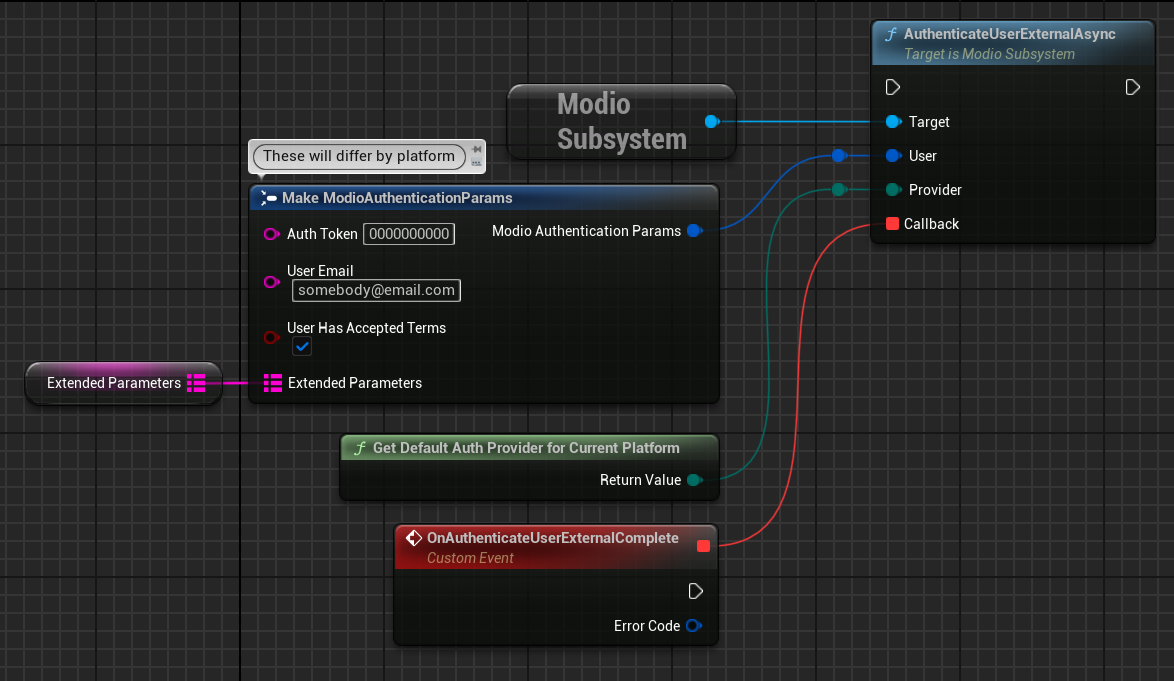 AuthenticateUserExternalAsync
Target is Modio Subsystem
Target
User
Provider
Callback
Modio
Subsystem
These will differ by platform
Make ModioAuthenticationParams
Auth Token 0000000000
Modio Authentication Params
User Email
somebody@email.com
User Has Accepted Terms
Extended Parameters
Extended Parameters
Get Default Auth Provider for Current Platform
Return Value
OnAuthenticateUserExternalComplete
Custom Event
Error Code